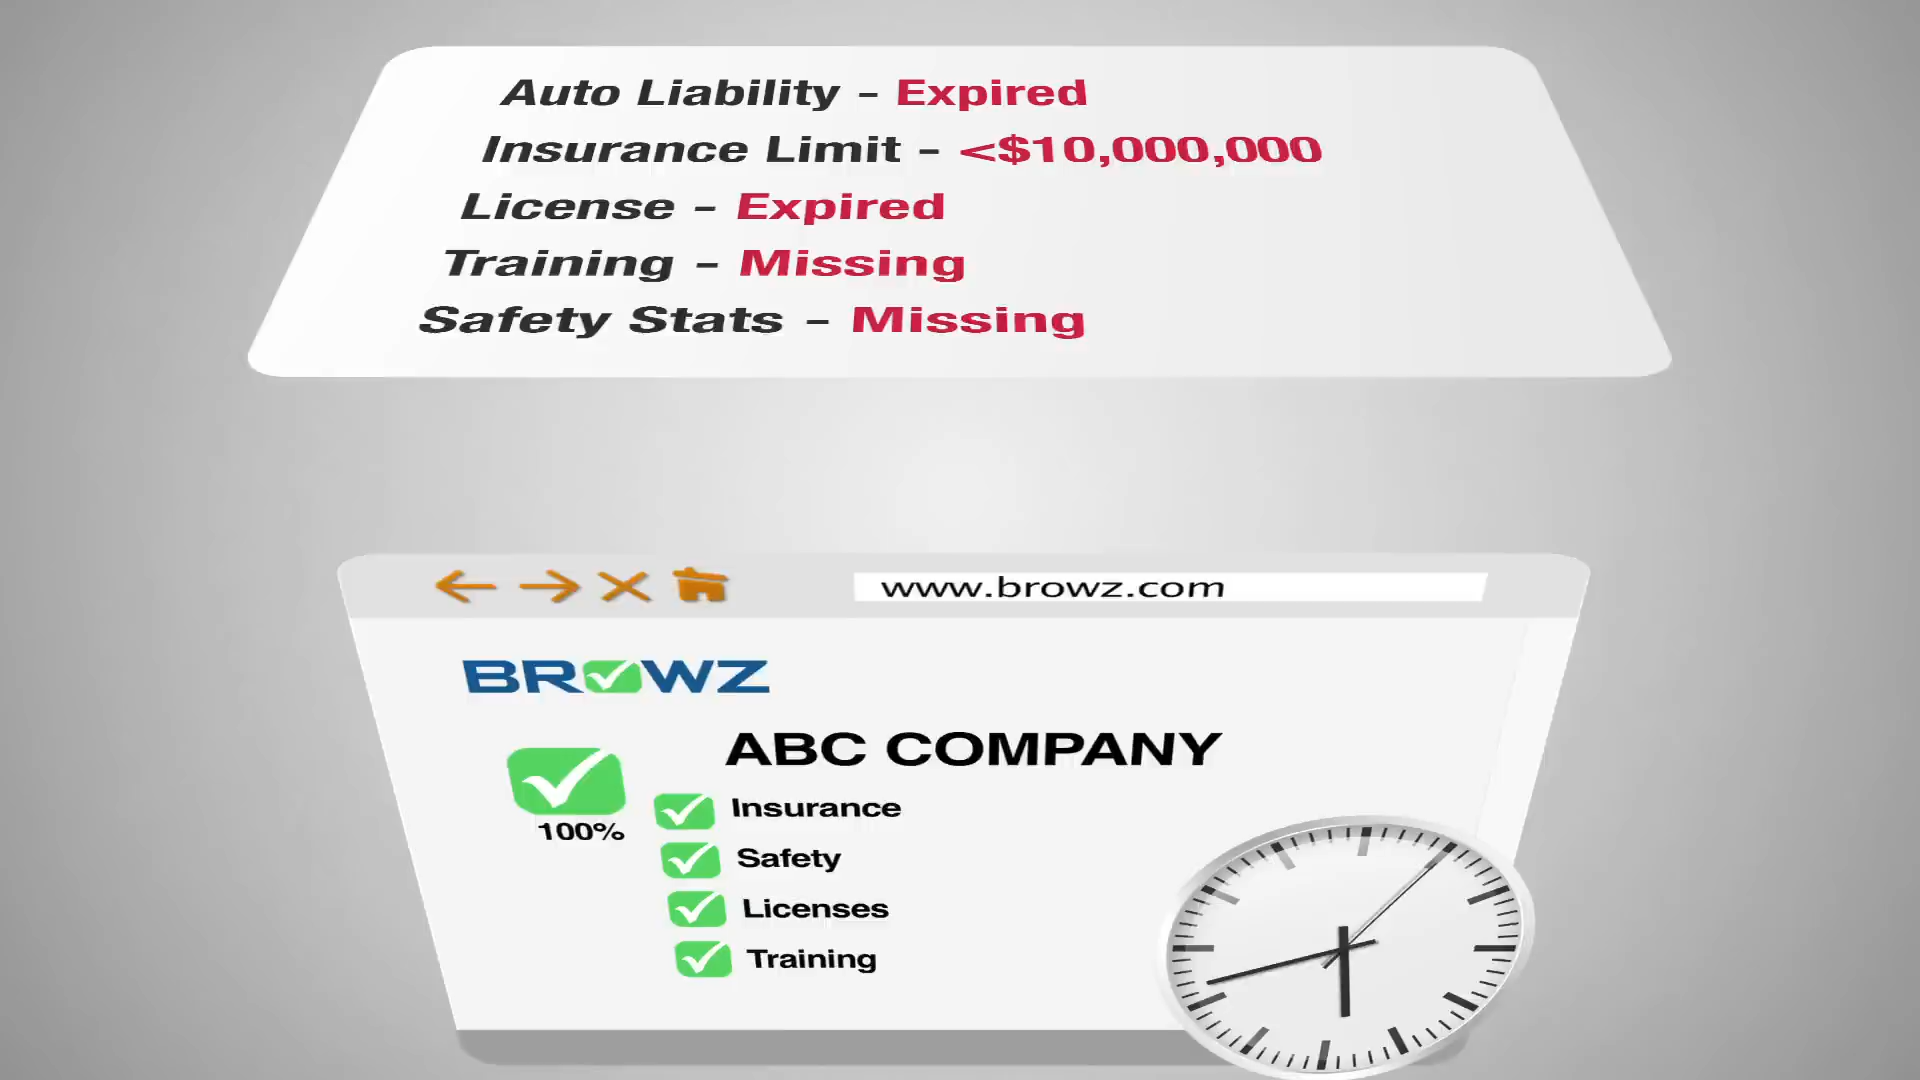 Auto Liability – Expired
Insurance Limit – <$10,000,000
License – Expired
Training – Missing
Safety Stats – Missing
www.browz.com
BROWZ
ABC COMPANY
100%
Insurance
Safety
Licenses
Training